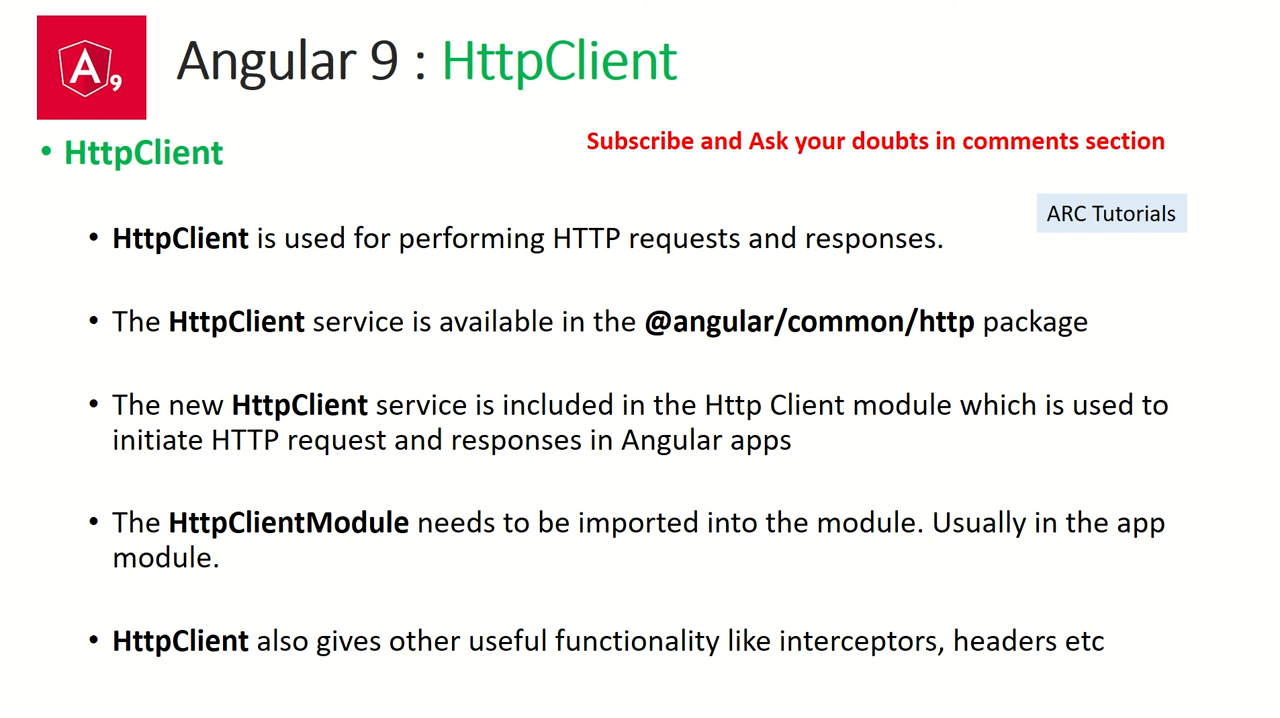 A 9
Angular 9 : HttpClient
• HttpClient
Subscribe and Ask your doubts in comments section
ARC Tutorials
• HttpClient is used for performing HTTP requests and responses.
• The HttpClient service is available in the @angular/common/http package
• The new HttpClient service is included in the Http Client module which is used to
initiate HTTP request and responses in Angular apps
• The HttpClientModule needs to be imported into the module. Usually in the app
module.
• HttpClient also gives other useful functionality like interceptors, headers etc